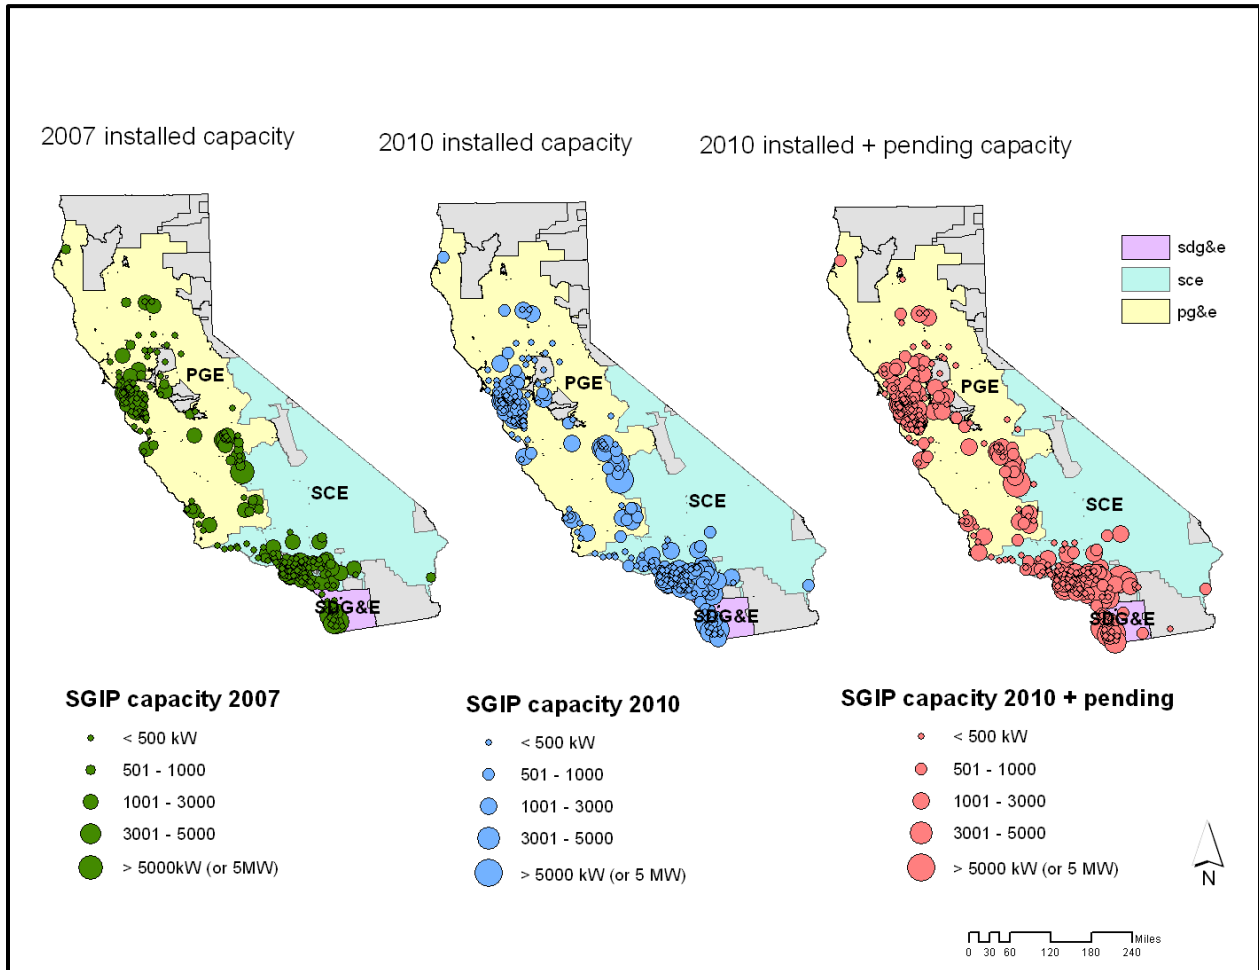 2007 installed capacity
2010 installed capacity
2010 installed + pending capacity
sdg&e
sce
pg&e
PGE
SCE
SDG&E
PGE
SCE
SDG&E
PGE
SCE
SDG&E
SGIP capacity 2007
< 500 kW
501 - 1000
1001 - 3000
3001 - 5000
> 5000kW (or 5MW)
SGIP capacity 2010
< 500 kW
501 - 1000
1001 - 3000
3001 - 5000
> 5000 kW (or 5 MW)
SGIP capacity 2010 + pending
< 500 kW
501 - 1000
1001 - 3000
3001 - 5000
> 5000 kW (or 5 MW)
N
Miles
0 30 60 120 180 240